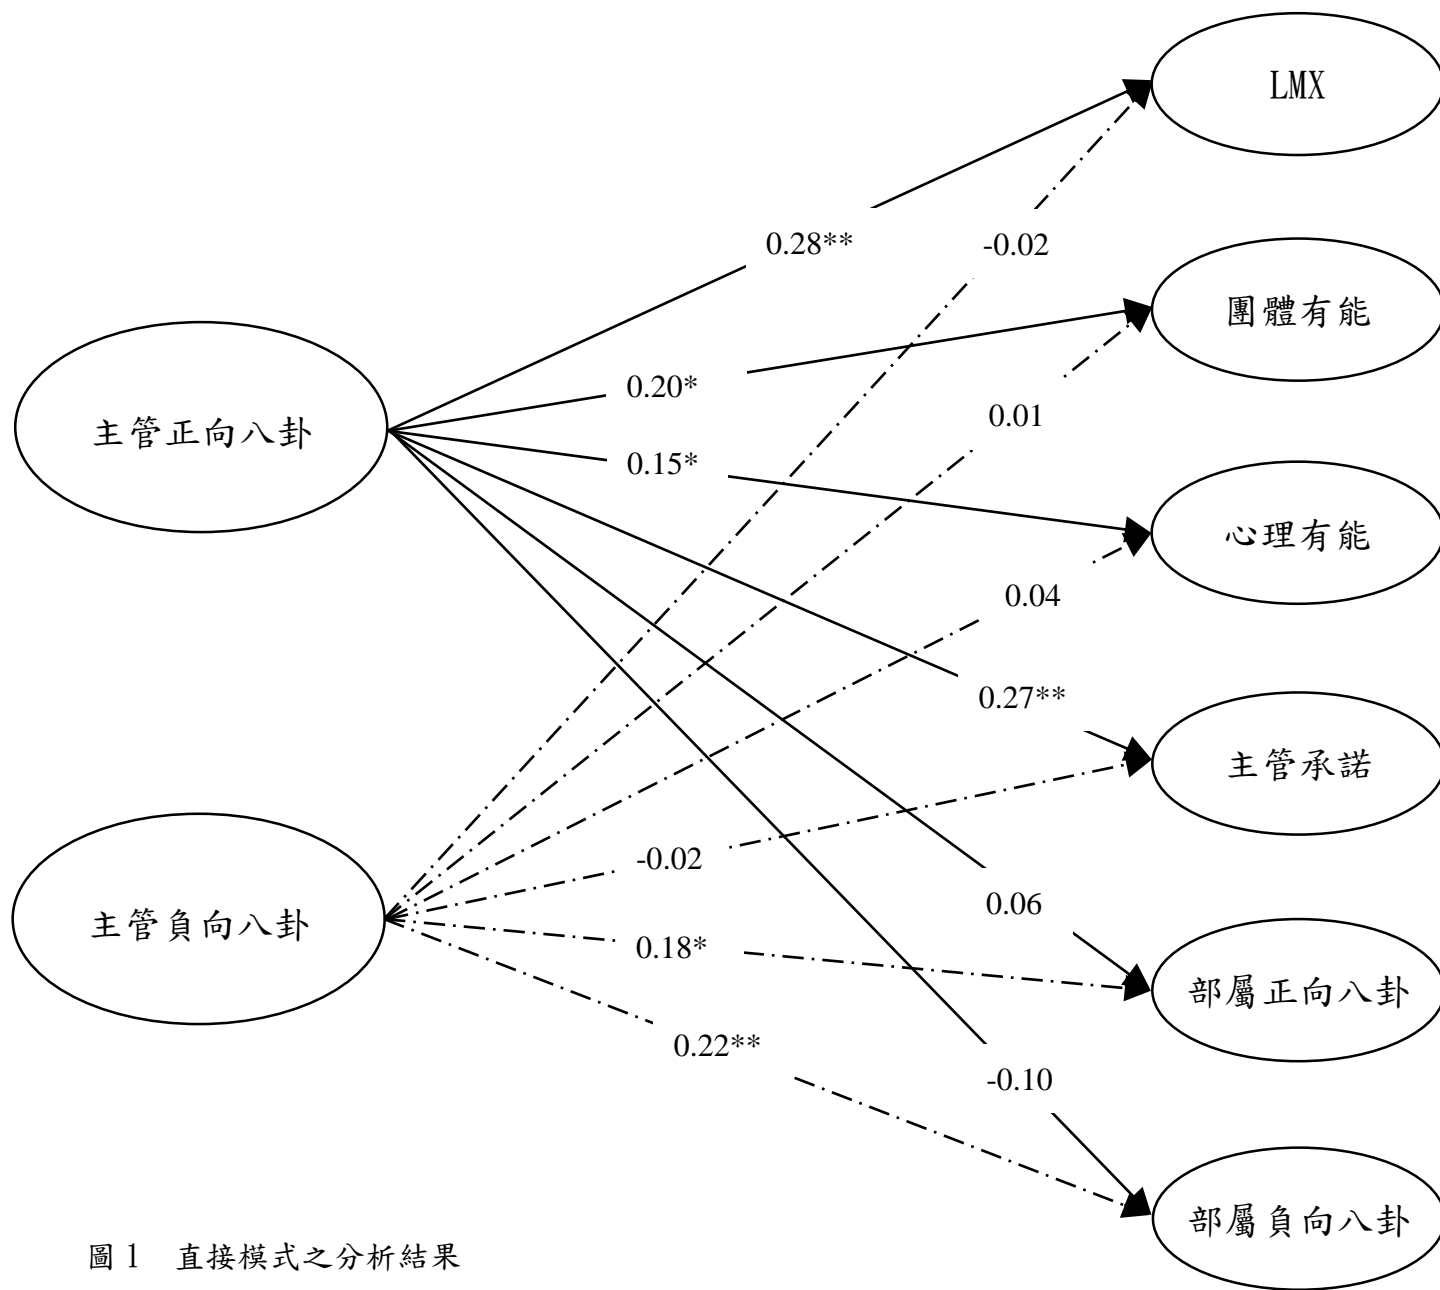 LMX
0.28**
-0.02
團體有能
0.20*
0.01
主管正向八卦
0.15*
心理有能
0.04
0.27**
主管承諾
-0.02
0.06
主管負向八卦
0.18*
部屬正向八卦
0.22**
-0.10
部屬負向八卦
圖 1 直接模式之分析結果